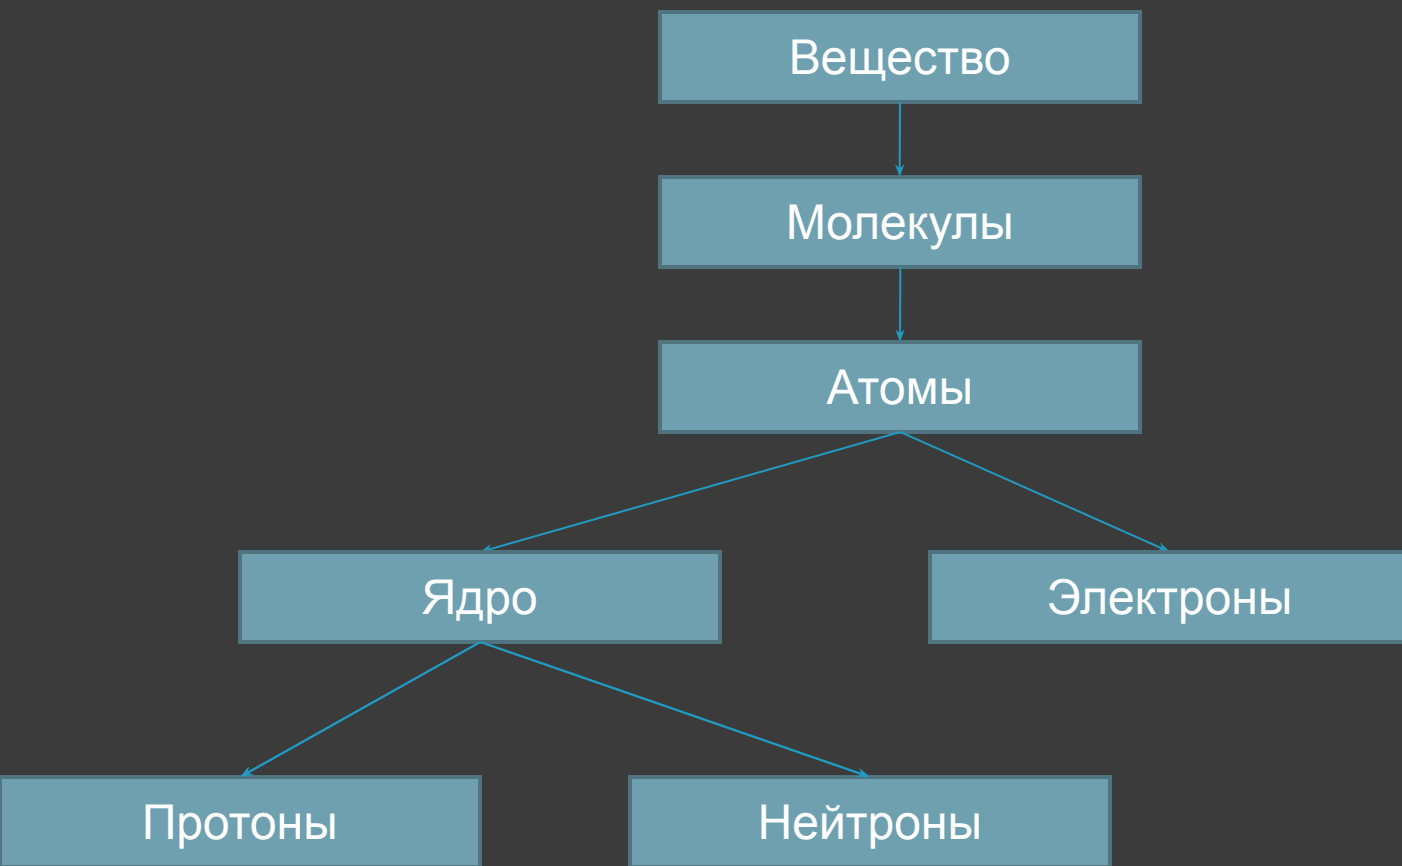 Вещество
Молекулы
Атомы
Ядро
Электроны
Протоны
Нейтроны